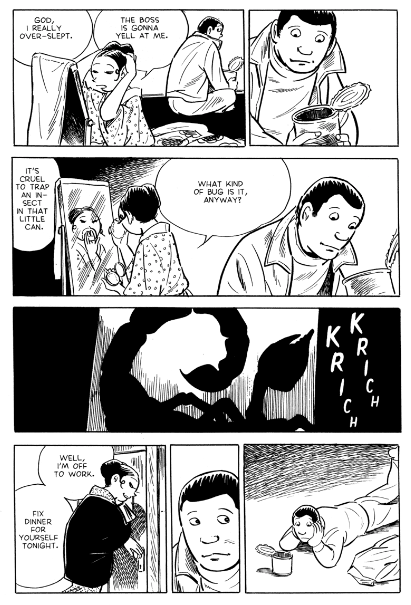 GOD,
I REALLY
OVER-SLEPT.
THE BOSS
IS GONNA
YELL AT ME.
IT'S
CRUEL
TO TRAP
AN IN-
SECT
IN THAT
LITTLE
CAN.
WHAT KIND
OF BUG IS IT,
ANYWAY?
KRICH
KRICH
WELL,
I'M OFF
TO WORK.
FIX
DINNER
FOR
YOURSELF
TONIGHT.